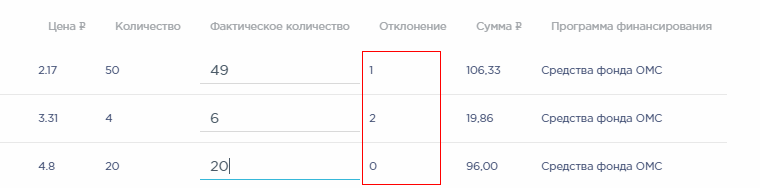 Цена ₽ Количество Фактическое количество Отклонение Сумма ₽ Программа финансирования
2.17 50 49 1 106,33 Средства фонда ОМС
3.31 4 6 2 19,86 Средства фонда ОМС
4.8 20 20 0 96,00 Средства фонда ОМС